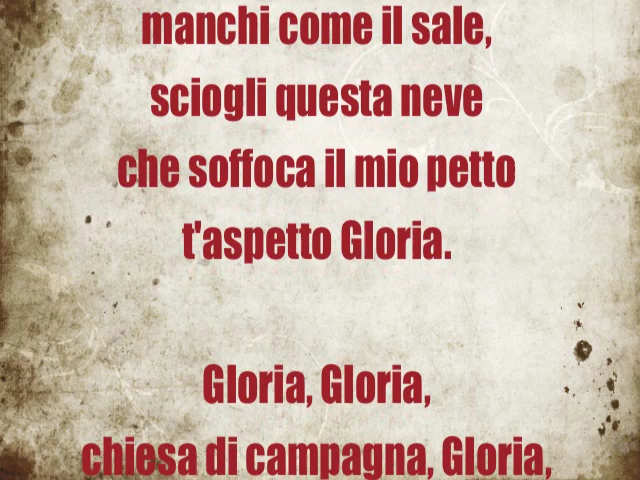 manchi come il sale,
sciogli questa neve
che soffoca il mio petto
t'aspetto Gloria.
Gloria, Gloria,
chiesa di campagna, Gloria,